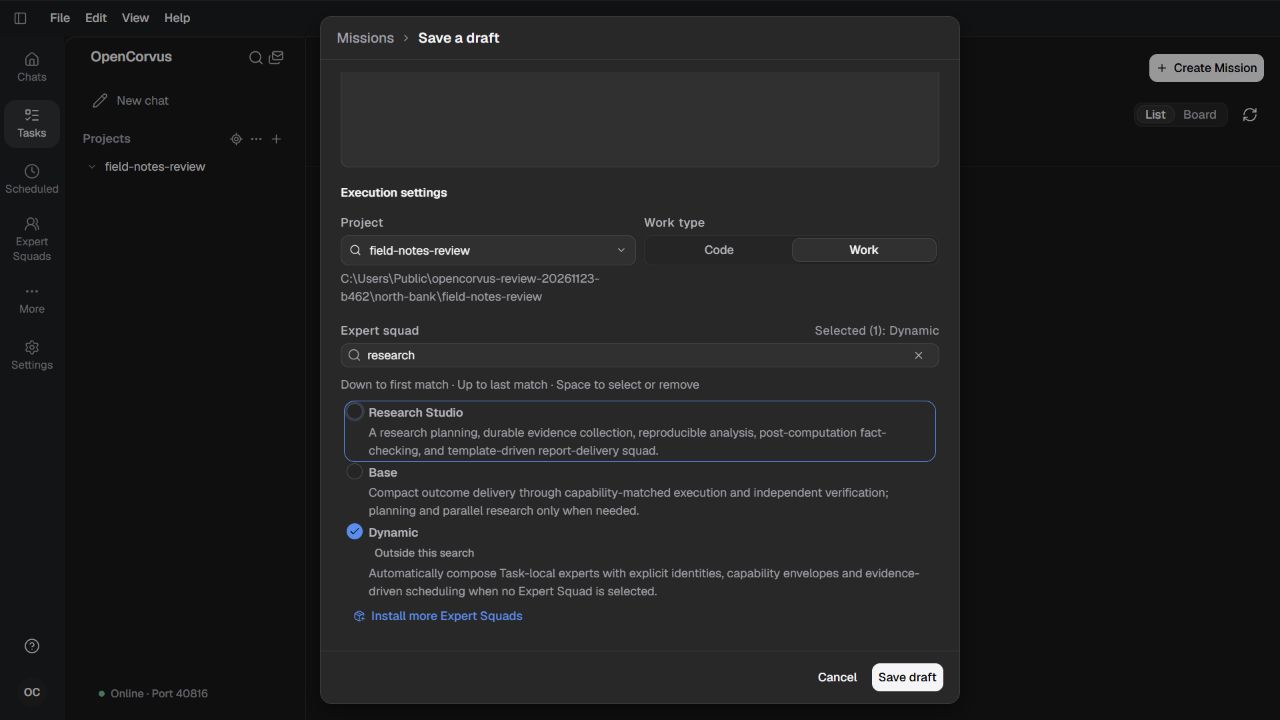 File Edit View Help
Missions › Save a draft
OpenCorvus
Create Mission
Chats
New chat
List Board
Tasks
Projects
field-notes-review
Scheduled
Expert
Squads
More
Settings
Execution settings
Project
Work type
field-notes-review
Code Work
C:\Users\Public\opencorvus-review-20261123-
b462\north-bank\field-notes-review
Expert squad
Selected (1): Dynamic
research
Down to first match · Up to last match · Space to select or remove
Research Studio
A research planning, durable evidence collection, reproducible analysis, post-computation fact-
checking, and template-driven report-delivery squad.
Base
Compact outcome delivery through capability-matched execution and independent verification;
planning and parallel research only when needed.
Dynamic
Outside this search
Automatically compose Task-local experts with explicit identities, capability envelopes and evidence-
driven scheduling when no Expert Squad is selected.
Install more Expert Squads
Cancel Save draft
OC
Online · Port 40816